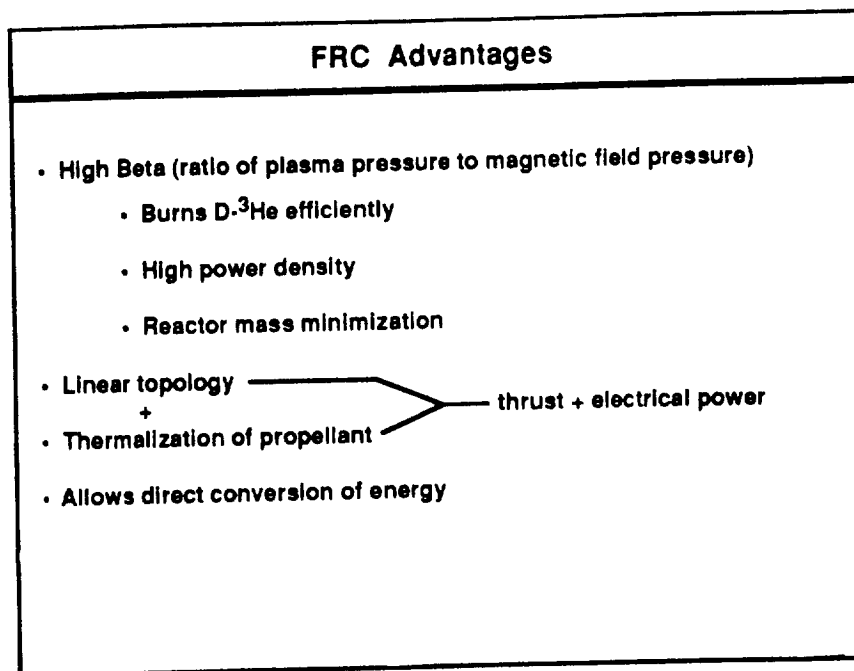 FRC Advantages
• High Beta (ratio of plasma pressure to magnetic field pressure)
• Burns D-³He efficiently
• High power density
• Reactor mass minimization
• Linear topology
+
thrust + electrical power
• Thermalization of propellant
• Allows direct conversion of energy